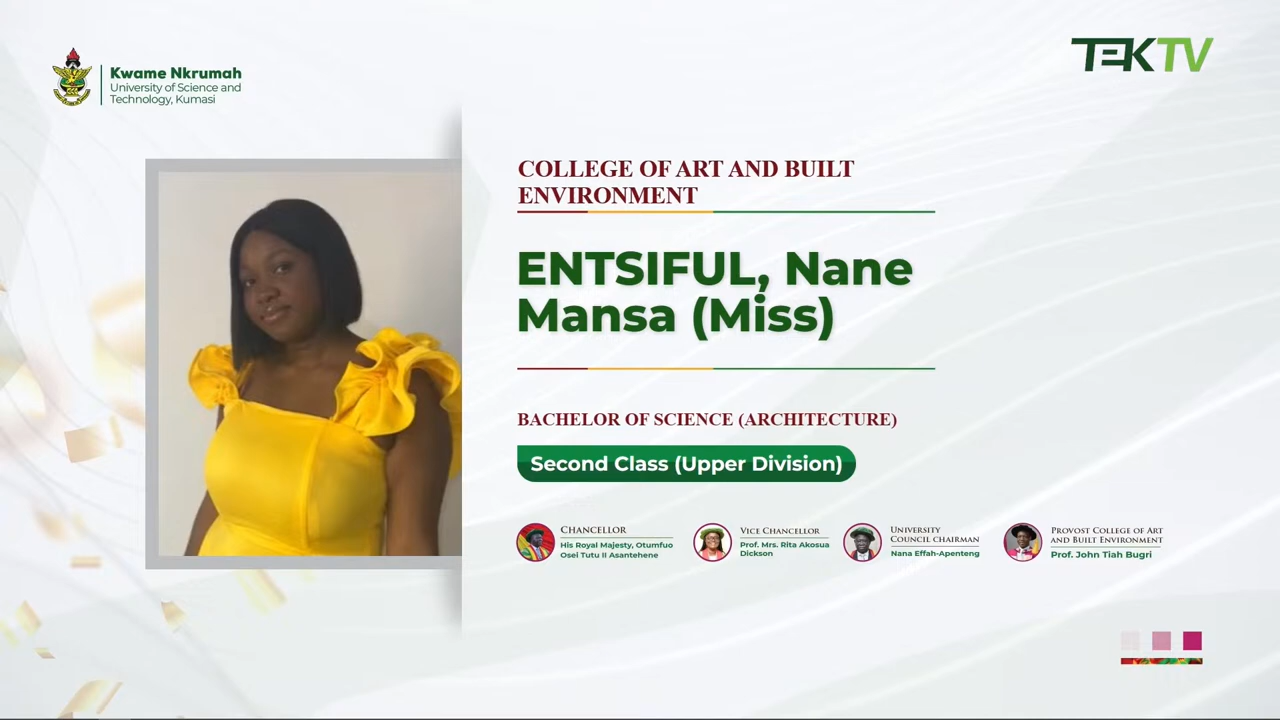 Kwame Nkrumah
University of Science and
Technology, Kumasi
TEKTV
COLLEGE OF ART AND BUILT
ENVIRONMENT
ENTSIFUL, Nane
Mansa (Miss)
BACHELOR OF SCIENCE (ARCHITECTURE)
Second Class (Upper Division)
CHANCELLOR
His Royal Majesty, Otumfuo
Osei Tutu II Asantehene
VICE CHANCELLOR
Prof. Mrs. Rita Akosua
Dickson
UNIVERSITY
COUNCIL CHAIRMAN
Nana Effah-Apenteng
PROVOST COLLEGE OF ART
AND BUILT ENVIRONMENT
Prof. John Tiah Bugri